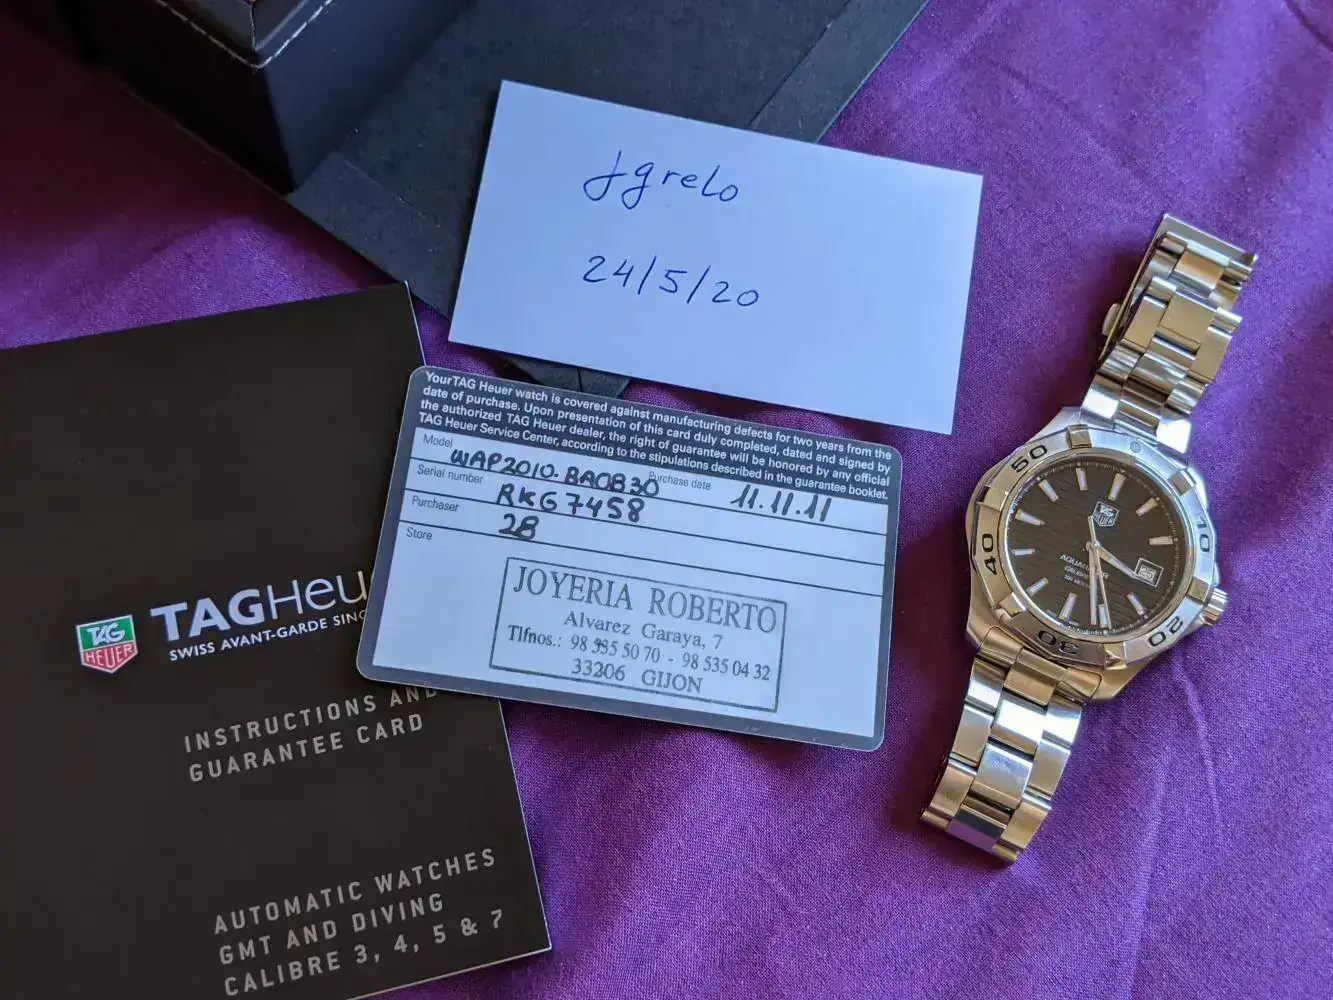 Jgrelo
24/5/20
Your TAG Heuer watch is covered against manufacturing defects for two years from the
date of purchase. Upon presentation of this card duly completed, dated and signed by
the authorized TAG Heuer dealer, the right of guarantee will be honored by any official
TAG Heuer Service Center, according to the stipulations described in the guarantee booklet.
Model WAP2010.BA0830 Purchase date 11.11.11
Serial number RKG7458
Purchaser 28
Store
JOYERIA ROBERTO
Alvarez Garaya, 7
Tlfnos.: 98 535 50 70 - 98 535 04 32
33206 GIJON
TAG
HEUER
TAGHeu
SWISS AVANT-GARDE SINC
INSTRUCTIONS AND
GUARANTEE CARD
AUTOMATIC WATCHES
GMT AND DIVING
CALIBRE 3, 4, 5 & 7
50
10
40
20
30
TAG
HEUER